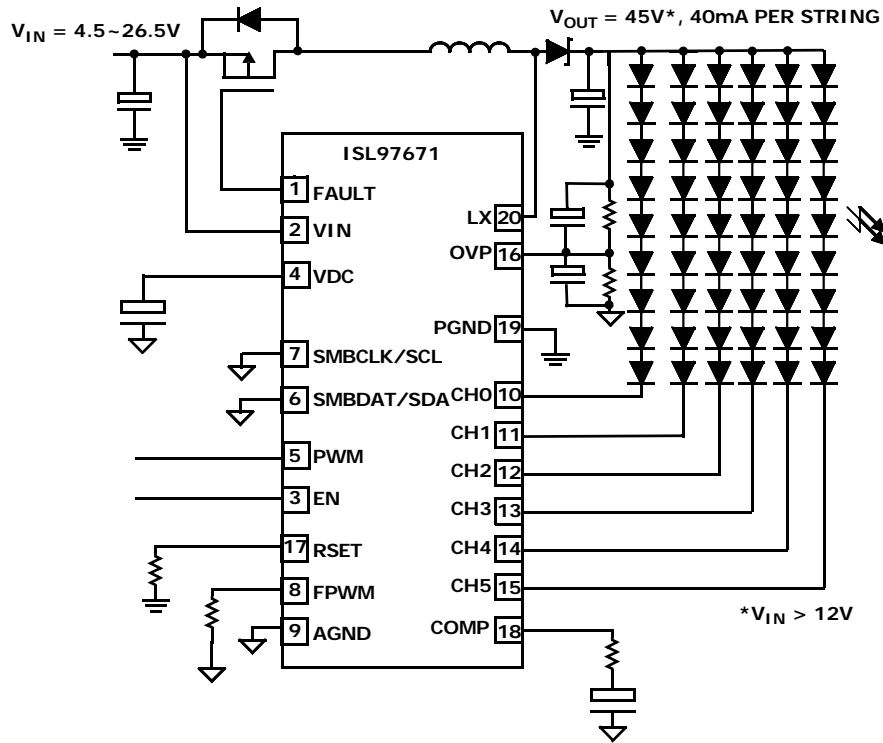 V_IN = 4.5~26.5V
V_OUT = 45V*, 40mA PER STRING
ISL97671
1 FAULT
2 VIN
4 VDC
7 SMBCLK/SCL
6 SMBDAT/SDA
5 PWM
3 EN
17 RSET
8 FPWM
9 AGND
LX 20
OVP 16
PGND 19
CH0 10
CH1 11
CH2 12
CH3 13
CH4 14
CH5 15
COMP 18
*V_IN > 12V